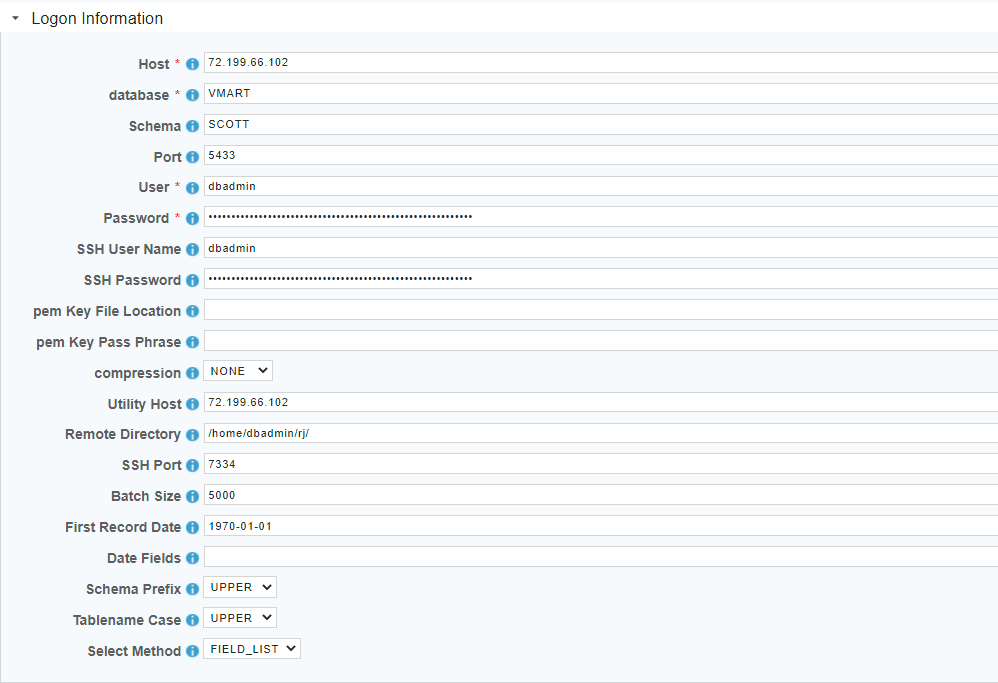 Logon Information
Host * 72.199.66.102
database * VMART
Schema SCOTT
Port 5433
User * dbadmin
Password * ••••••••••••••••••••••••••••••••••••••••••••••••••••••••••
SSH User Name dbadmin
SSH Password ••••••••••••••••••••••••••••••••••••••••••••••••••••••••••
pem Key File Location
pem Key Pass Phrase
compression NONE
Utility Host 72.199.66.102
Remote Directory /home/dbadmin/rj/
SSH Port 7334
Batch Size 5000
First Record Date 1970-01-01
Date Fields
Schema Prefix UPPER
Tablename Case UPPER
Select Method FIELD_LIST